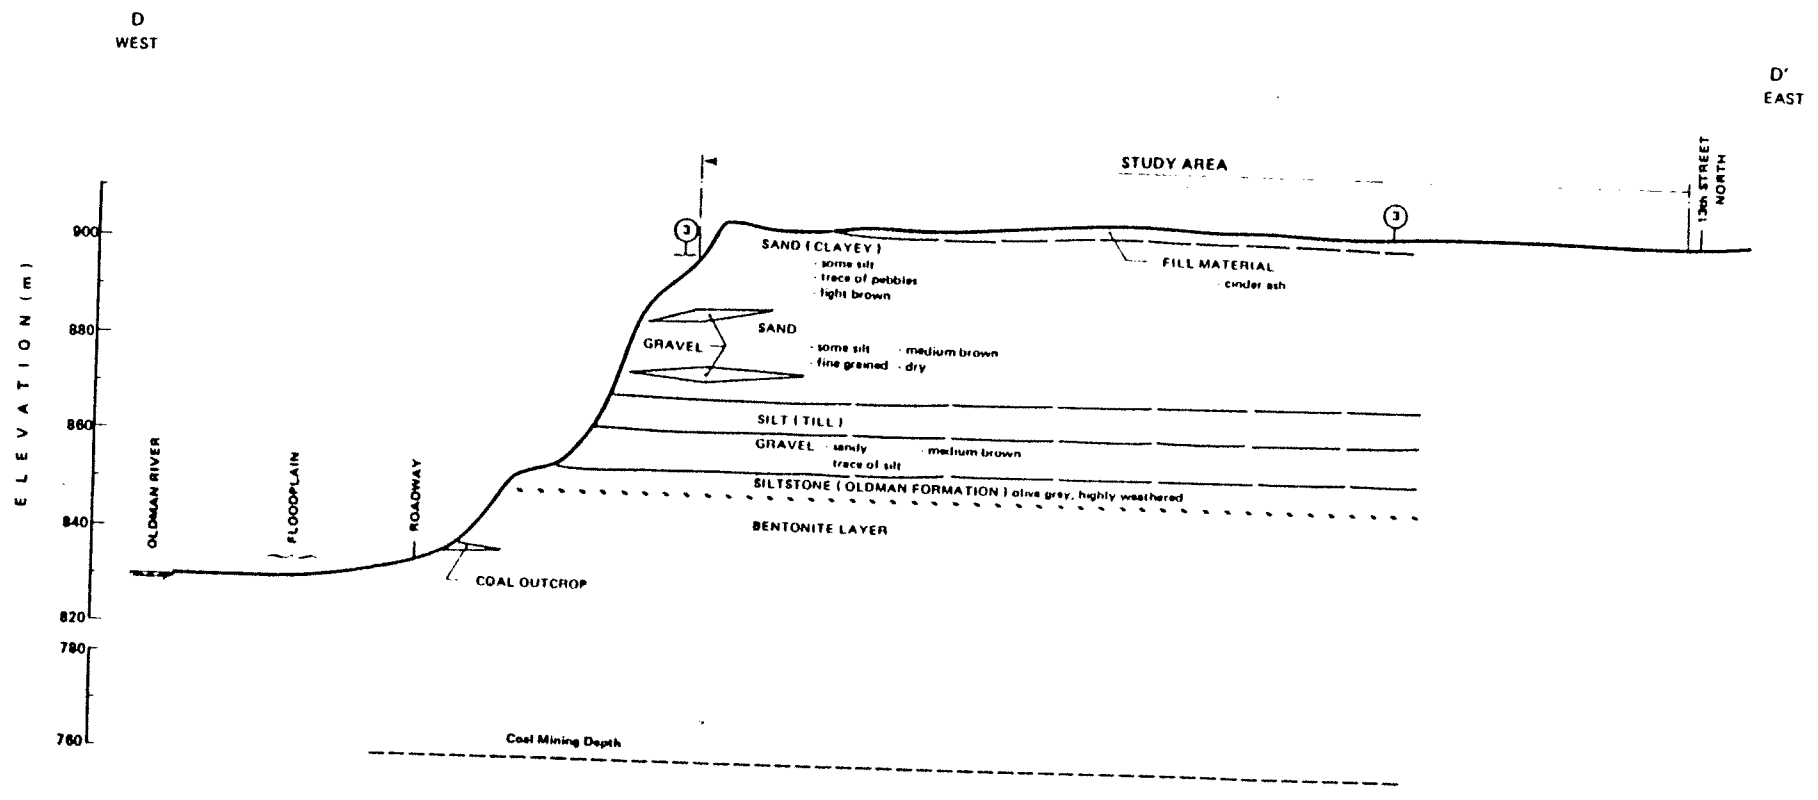 D
WEST
D'
EAST
STUDY AREA
13th STREET
NORTH
ELEVATION (m)
900
880
860
840
820
780
760
3
3
SAND (CLAYEY)
- some silt
- trace of pebbles
- light brown
FILL MATERIAL
- cinder ash
SAND
GRAVEL
- some silt - medium brown
- fine grained - dry
SILT (TILL)
GRAVEL - sandy - medium brown
trace of silt
SILTSTONE (OLDMAN FORMATION) olive grey, highly weathered
BENTONITE LAYER
OLDMAN RIVER
FLOODPLAIN
ROADWAY
COAL OUTCROP
Coal Mining Depth